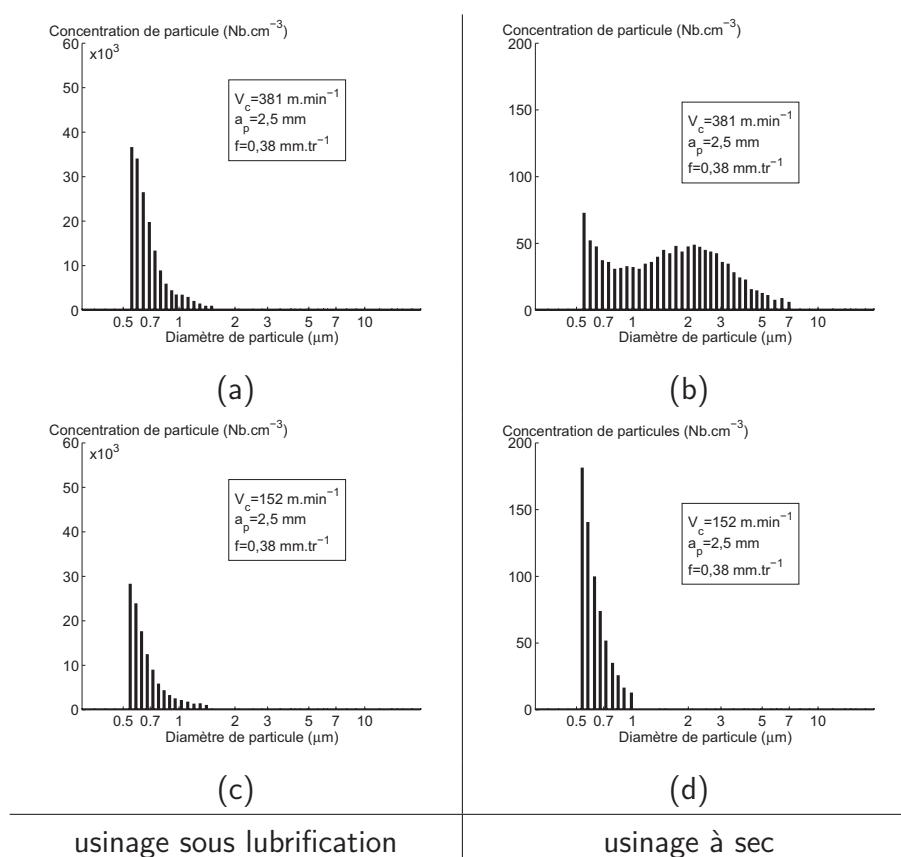 Concentration de particule (Nb.cm⁻³)
60
x10³
50
40
30
20
10
0
V_c=381 m.min⁻¹
a_p=2,5 mm
f=0,38 mm.tr⁻¹
0.5 0.7 1 2 3 5 7 10
Diamètre de particule (μm)
(a)
Concentration de particule (Nb.cm⁻³)
200
150
100
50
0
V_c=381 m.min⁻¹
a_p=2,5 mm
f=0,38 mm.tr⁻¹
0.5 0.7 1 2 3 5 7 10
Diamètre de particule (μm)
(b)
Concentration de particule (Nb.cm⁻³)
60
x10³
50
40
30
20
10
0
V_c=152 m.min⁻¹
a_p=2,5 mm
f=0,38 mm.tr⁻¹
0.5 0.7 1 2 3 5 7 10
Diamètre de particule (μm)
(c)
Concentration de particules (Nb.cm⁻³)
200
150
100
50
0
V_c=152 m.min⁻¹
a_p=2,5 mm
f=0,38 mm.tr⁻¹
0.5 0.7 1 2 3 5 7 10
Diamètre de particule (μm)
(d)
usinage sous lubrification
usinage à sec